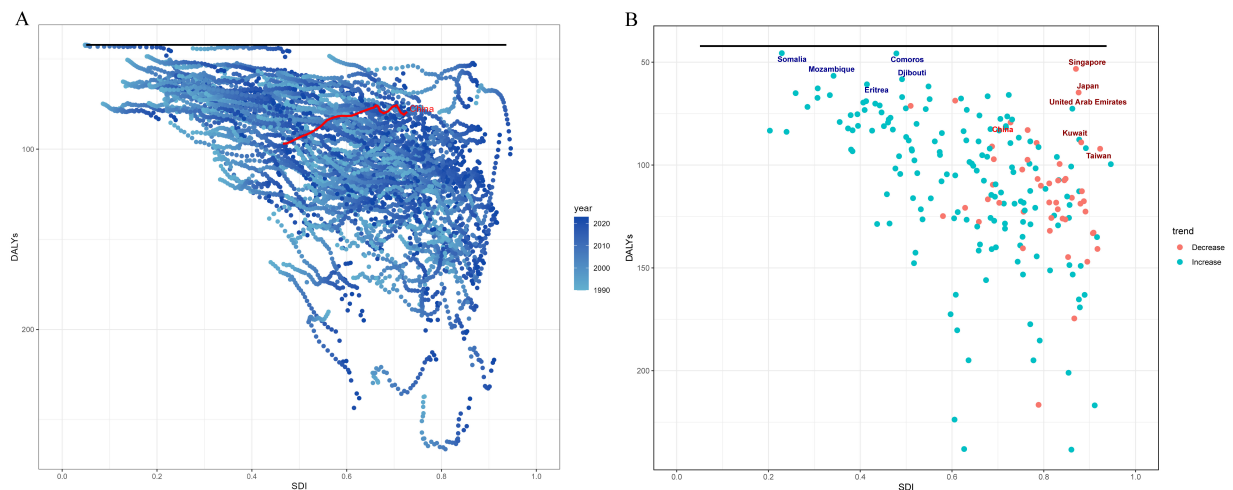 A
DALYs
100
200
0.0
0.2
0.4
0.6
0.8
1.0
SDI
China
year
2020
2010
2000
1990
B
DALYs
50
100
150
200
0.0
0.2
0.4
0.6
0.8
1.0
SDI
Somalia
Comoros
Singapore
Mozambique
Djibouti
Eritrea
Japan
United Arab Emirates
China
Kuwait
Taiwan
trend
Decrease
Increase